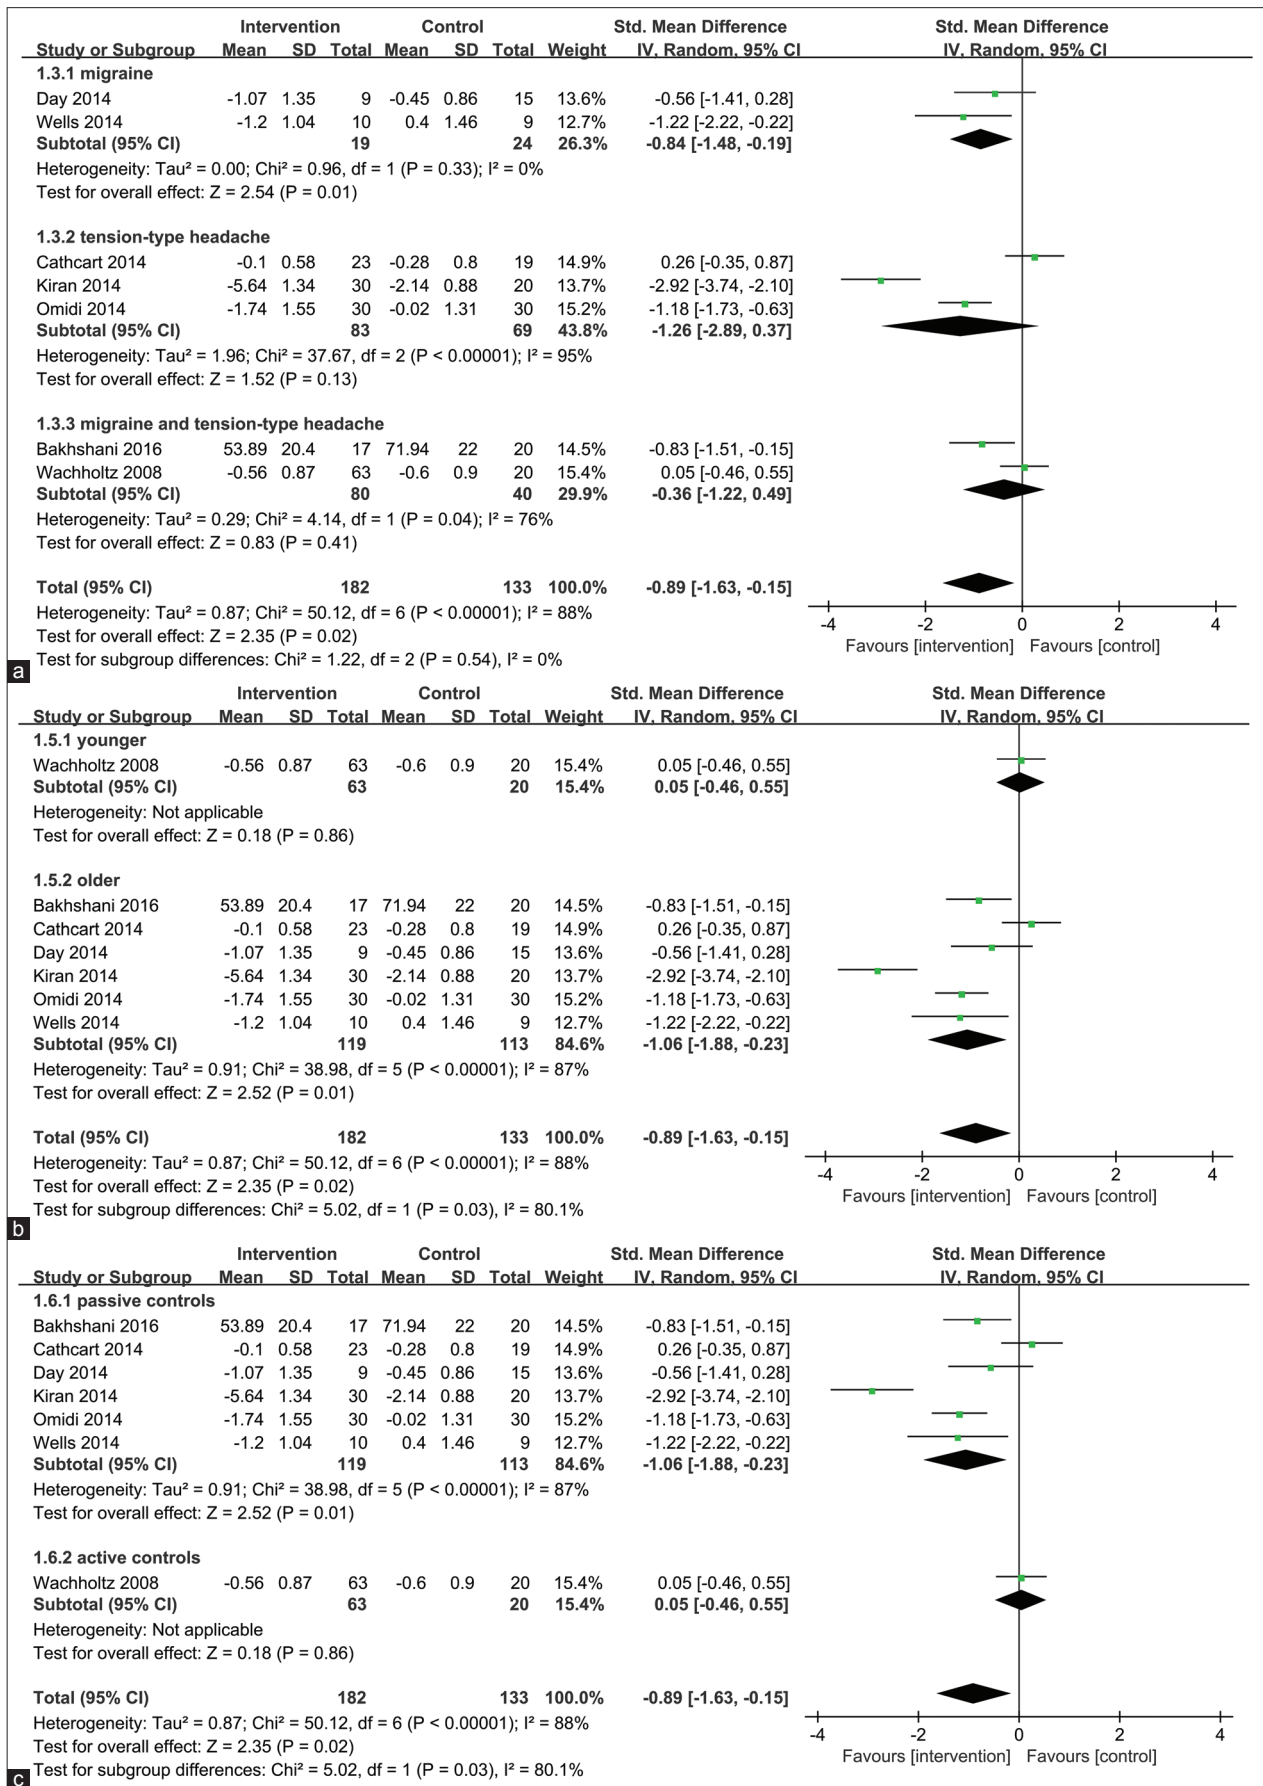 Intervention Control Std. Mean Difference Std. Mean Difference
Study or Subgroup Mean SD Total Mean SD Total Weight IV, Random, 95% CI IV, Random, 95% CI
1.3.1 migraine
Day 2014 -1.07 1.35 9 -0.45 0.86 15 13.6% -0.56 [-1.41, 0.28]
Wells 2014 -1.2 1.04 10 0.4 1.46 9 12.7% -1.22 [-2.22, -0.22]
Subtotal (95% CI) 19 24 26.3% -0.84 [-1.48, -0.19]
Heterogeneity: Tau² = 0.00; Chi² = 0.96, df = 1 (P = 0.33); I² = 0%
Test for overall effect: Z = 2.54 (P = 0.01)
1.3.2 tension-type headache
Cathcart 2014 -0.1 0.58 23 -0.28 0.8 19 14.9% 0.26 [-0.35, 0.87]
Kiran 2014 -5.64 1.34 30 -2.14 0.88 20 13.7% -2.92 [-3.74, -2.10]
Omidi 2014 -1.74 1.55 30 -0.02 1.31 30 15.2% -1.18 [-1.73, -0.63]
Subtotal (95% CI) 83 69 43.8% -1.26 [-2.89, 0.37]
Heterogeneity: Tau² = 1.96; Chi² = 37.67, df = 2 (P < 0.00001); I² = 95%
Test for overall effect: Z = 1.52 (P = 0.13)
1.3.3 migraine and tension-type headache
Bakhshani 2016 53.89 20.4 17 71.94 22 20 14.5% -0.83 [-1.51, -0.15]
Wachholtz 2008 -0.56 0.87 63 -0.6 0.9 20 15.4% 0.05 [-0.46, 0.55]
Subtotal (95% CI) 80 40 29.9% -0.36 [-1.22, 0.49]
Heterogeneity: Tau² = 0.29; Chi² = 4.14, df = 1 (P = 0.04); I² = 76%
Test for overall effect: Z = 0.83 (P = 0.41)
Total (95% CI) 182 133 100.0% -0.89 [-1.63, -0.15]
Heterogeneity: Tau² = 0.87; Chi² = 50.12, df = 6 (P < 0.00001); I² = 88%
Test for overall effect: Z = 2.35 (P = 0.02)
Test for subgroup differences: Chi² = 1.22, df = 2 (P = 0.54), I² = 0%
-4 -2 0 2 4
Favours [intervention] Favours [control]
a
Intervention Control Std. Mean Difference Std. Mean Difference
Study or Subgroup Mean SD Total Mean SD Total Weight IV, Random, 95% CI IV, Random, 95% CI
1.5.1 younger
Wachholtz 2008 -0.56 0.87 63 -0.6 0.9 20 15.4% 0.05 [-0.46, 0.55]
Subtotal (95% CI) 63 20 15.4% 0.05 [-0.46, 0.55]
Heterogeneity: Not applicable
Test for overall effect: Z = 0.18 (P = 0.86)
1.5.2 older
Bakhshani 2016 53.89 20.4 17 71.94 22 20 14.5% -0.83 [-1.51, -0.15]
Cathcart 2014 -0.1 0.58 23 -0.28 0.8 19 14.9% 0.26 [-0.35, 0.87]
Day 2014 -1.07 1.35 9 -0.45 0.86 15 13.6% -0.56 [-1.41, 0.28]
Kiran 2014 -5.64 1.34 30 -2.14 0.88 20 13.7% -2.92 [-3.74, -2.10]
Omidi 2014 -1.74 1.55 30 -0.02 1.31 30 15.2% -1.18 [-1.73, -0.63]
Wells 2014 -1.2 1.04 10 0.4 1.46 9 12.7% -1.22 [-2.22, -0.22]
Subtotal (95% CI) 119 113 84.6% -1.06 [-1.88, -0.23]
Heterogeneity: Tau² = 0.91; Chi² = 38.98, df = 5 (P < 0.00001); I² = 87%
Test for overall effect: Z = 2.52 (P = 0.01)
Total (95% CI) 182 133 100.0% -0.89 [-1.63, -0.15]
Heterogeneity: Tau² = 0.87; Chi² = 50.12, df = 6 (P < 0.00001); I² = 88%
Test for overall effect: Z = 2.35 (P = 0.02)
Test for subgroup differences: Chi² = 5.02, df = 1 (P = 0.03), I² = 80.1%
-4 -2 0 2 4
Favours [intervention] Favours [control]
b
Intervention Control Std. Mean Difference Std. Mean Difference
Study or Subgroup Mean SD Total Mean SD Total Weight IV, Random, 95% CI IV, Random, 95% CI
1.6.1 passive controls
Bakhshani 2016 53.89 20.4 17 71.94 22 20 14.5% -0.83 [-1.51, -0.15]
Cathcart 2014 -0.1 0.58 23 -0.28 0.8 19 14.9% 0.26 [-0.35, 0.87]
Day 2014 -1.07 1.35 9 -0.45 0.86 15 13.6% -0.56 [-1.41, 0.28]
Kiran 2014 -5.64 1.34 30 -2.14 0.88 20 13.7% -2.92 [-3.74, -2.10]
Omidi 2014 -1.74 1.55 30 -0.02 1.31 30 15.2% -1.18 [-1.73, -0.63]
Wells 2014 -1.2 1.04 10 0.4 1.46 9 12.7% -1.22 [-2.22, -0.22]
Subtotal (95% CI) 119 113 84.6% -1.06 [-1.88, -0.23]
Heterogeneity: Tau² = 0.91; Chi² = 38.98, df = 5 (P < 0.00001); I² = 87%
Test for overall effect: Z = 2.52 (P = 0.01)
1.6.2 active controls
Wachholtz 2008 -0.56 0.87 63 -0.6 0.9 20 15.4% 0.05 [-0.46, 0.55]
Subtotal (95% CI) 63 20 15.4% 0.05 [-0.46, 0.55]
Heterogeneity: Not applicable
Test for overall effect: Z = 0.18 (P = 0.86)
Total (95% CI) 182 133 100.0% -0.89 [-1.63, -0.15]
Heterogeneity: Tau² = 0.87; Chi² = 50.12, df = 6 (P < 0.00001); I² = 88%
Test for overall effect: Z = 2.35 (P = 0.02)
Test for subgroup differences: Chi² = 5.02, df = 1 (P = 0.03), I² = 80.1%
-4 -2 0 2 4
Favours [intervention] Favours [control]
c